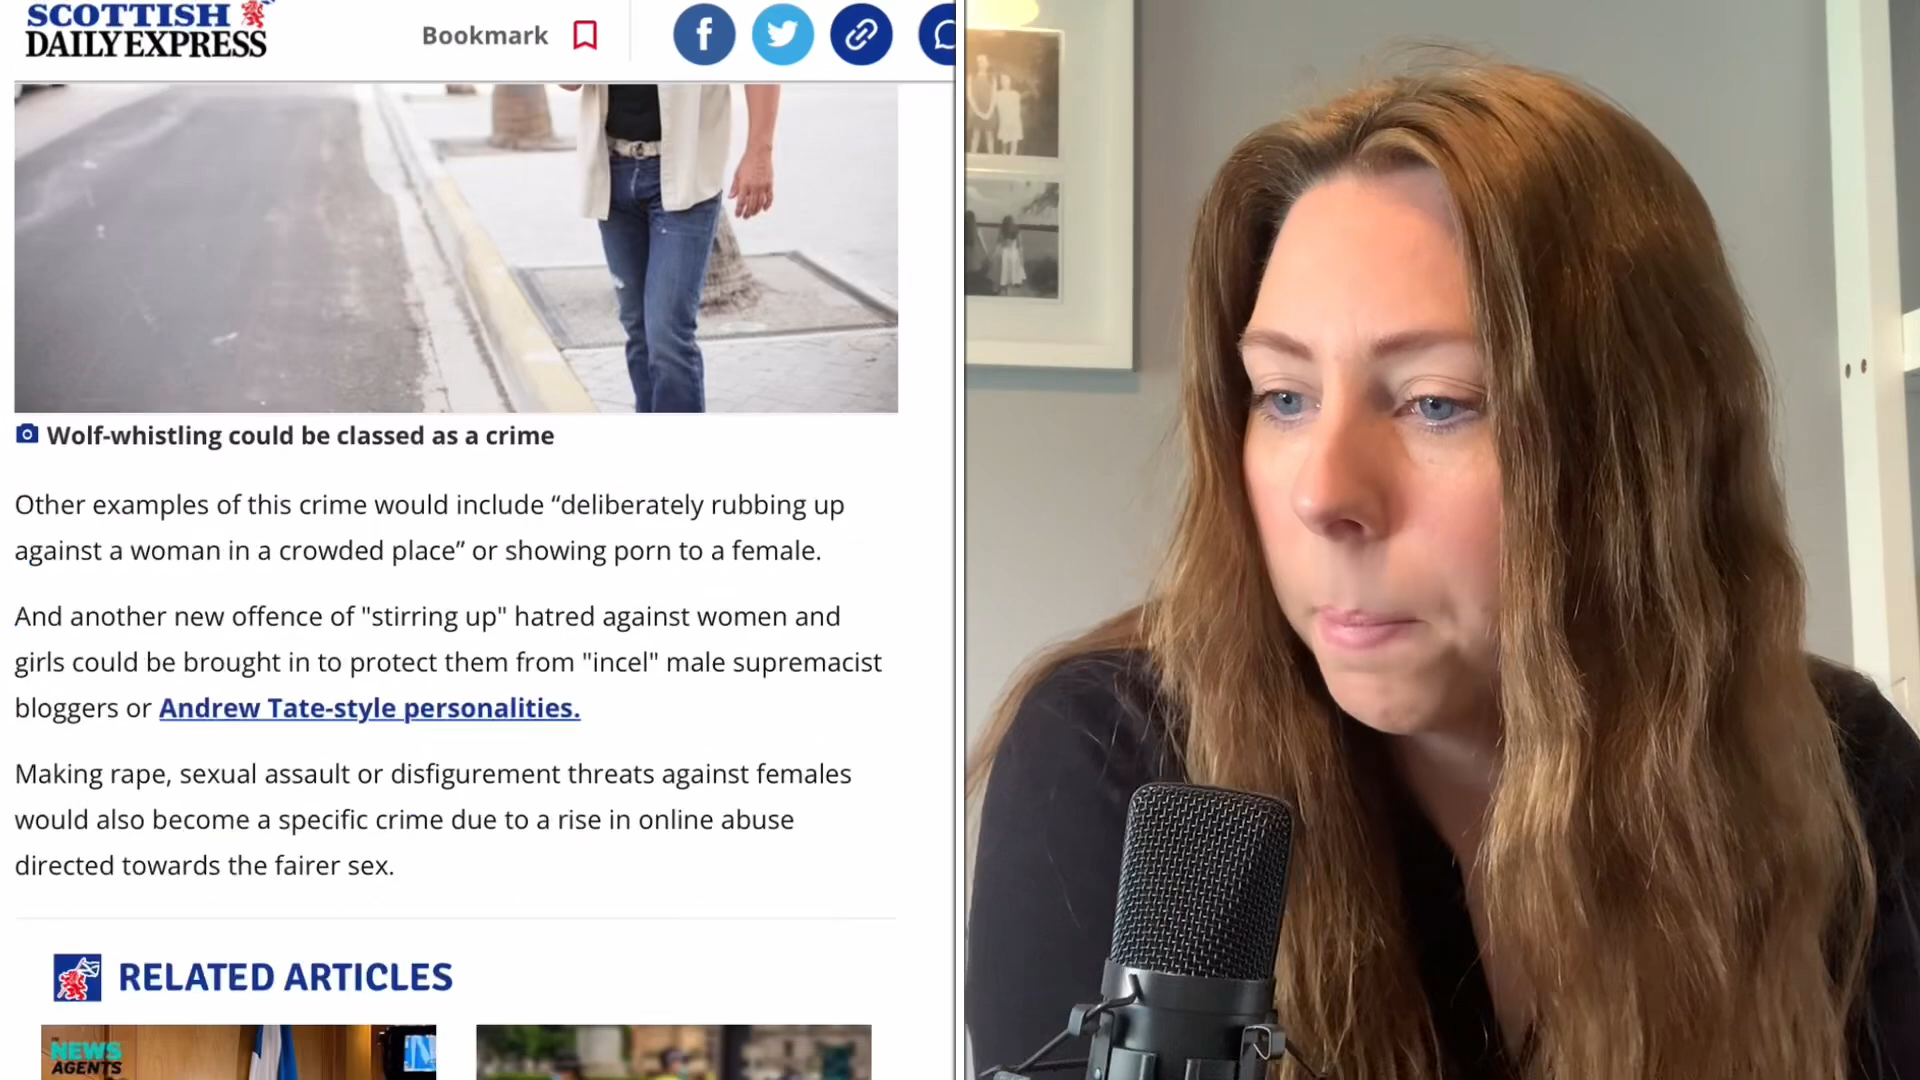 SCOTTISH
DAILY EXPRESS
Bookmark
Wolf-whistling could be classed as a crime
Other examples of this crime would include “deliberately rubbing up
against a woman in a crowded place” or showing porn to a female.
And another new offence of "stirring up" hatred against women and
girls could be brought in to protect them from "incel" male supremacist
bloggers or Andrew Tate-style personalities.
Making rape, sexual assault or disfigurement threats against females
would also become a specific crime due to a rise in online abuse
directed towards the fairer sex.
RELATED ARTICLES
NEWS
AGENTS